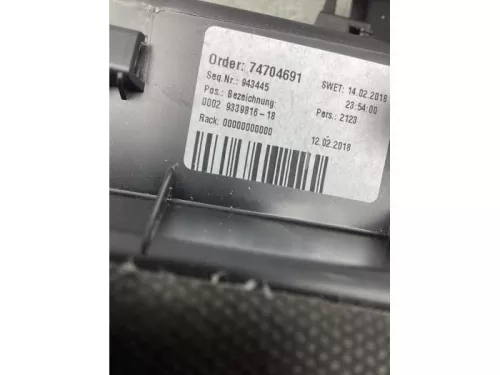 Order: 74704691
SWET: 14.02.2018
Seq.Nr.: 943445
23:54:00
Pos.: Bezeichnung:
Pers.: 2123
0002 9339816-18
Rack: 00000000000
12.02.2018